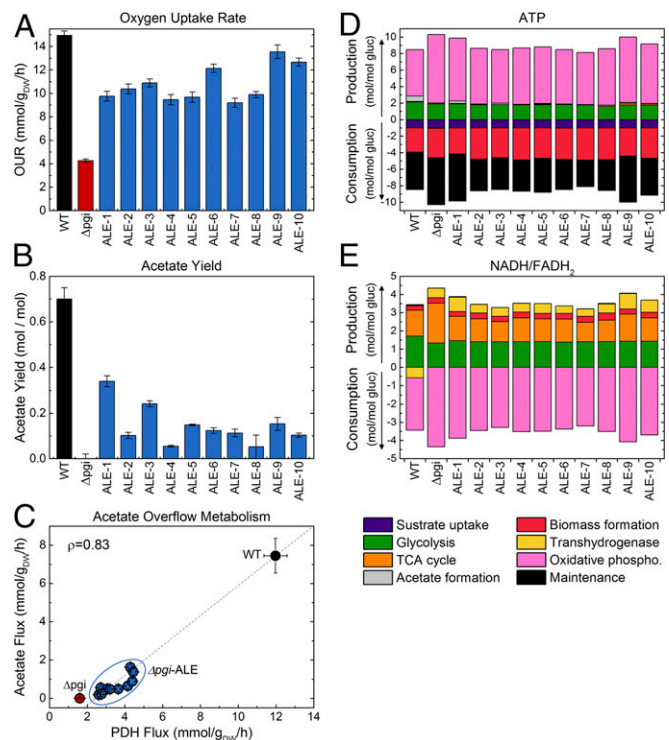 A
Oxygen Uptake Rate
OUR (mmol/gDW/h)
14
12
10
8
6
4
2
0
WT
Δpgi
ALE-1
ALE-2
ALE-3
ALE-4
ALE-5
ALE-6
ALE-7
ALE-8
ALE-9
ALE-10
B
Acetate Yield
Acetate Yield (mol / mol)
0.8
0.6
0.4
0.2
0.0
WT
Δpgi
ALE-1
ALE-2
ALE-3
ALE-4
ALE-5
ALE-6
ALE-7
ALE-8
ALE-9
ALE-10
C
Acetate Overflow Metabolism
ρ=0.83
WT
Δpgi
Δpgi-ALE
Acetate Flux (mmol/gDW/h)
10
8
6
4
2
0
0 2 4 6 8 10 12 14
PDH Flux (mmol/gDW/h)
D
ATP
Production
(mol/mol gluc)
Consumption
(mol/mol gluc)
10
8
6
4
2
0
-2
-4
-6
-8
-10
WT
Δpgi
ALE-1
ALE-2
ALE-3
ALE-4
ALE-5
ALE-6
ALE-7
ALE-8
ALE-9
ALE-10
E
NADH/FADH2
Production
(mol/mol gluc)
Consumption
(mol/mol gluc)
5
4
3
2
1
0
-1
-2
-3
-4
-5
WT
Δpgi
ALE-1
ALE-2
ALE-3
ALE-4
ALE-5
ALE-6
ALE-7
ALE-8
ALE-9
ALE-10
Sustrate uptake
Glycolysis
TCA cycle
Acetate formation
Biomass formation
Transhydrogenase
Oxidative phospho.
Maintenance